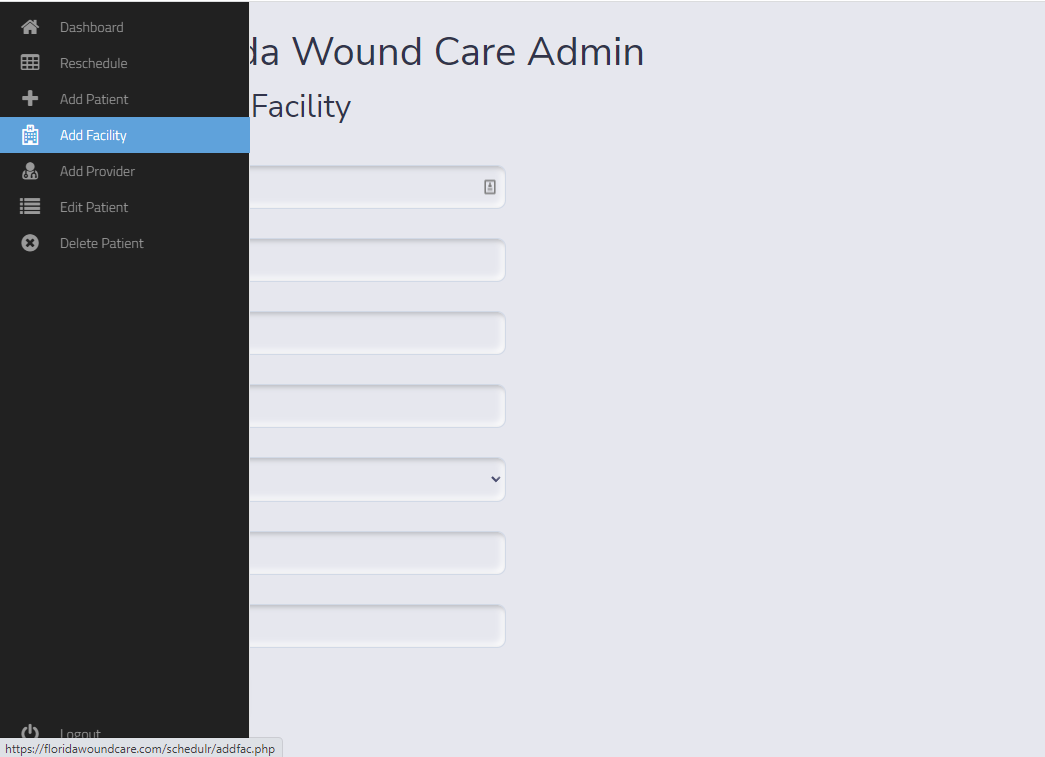 Dashboard
Reschedule
Add Patient
Add Facility
Add Provider
Edit Patient
Delete Patient
Logout
da Wound Care Admin
Facility
https://floridawoundcare.com/schedulr/addfac.php